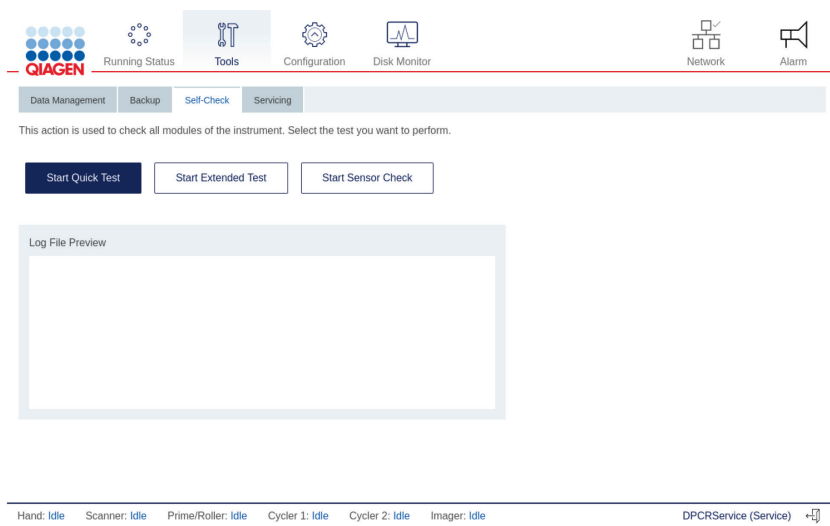 QIAGEN
Running Status Tools Configuration Disk Monitor Network Alarm
Data Management Backup Self-Check Servicing
This action is used to check all modules of the instrument. Select the test you want to perform.
Start Quick Test Start Extended Test Start Sensor Check
Log File Preview
Hand: Idle Scanner: Idle Prime/Roller: Idle Cycler 1: Idle Cycler 2: Idle Imager: Idle DPCRService (Service)